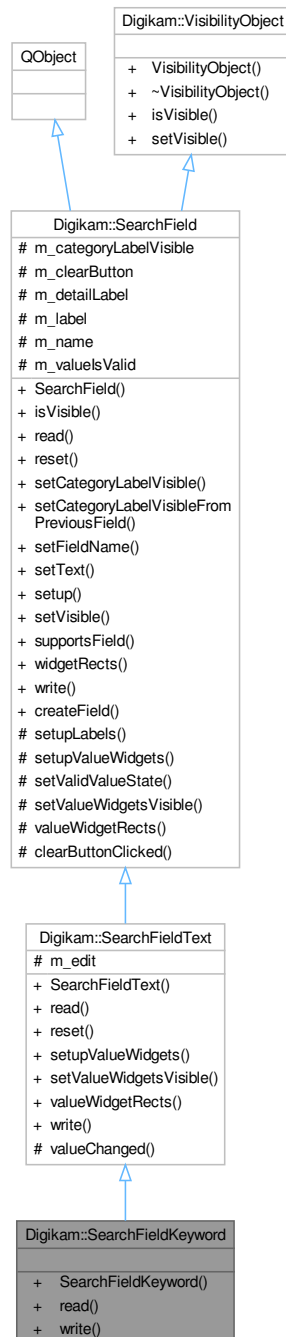 Digikam::VisibilityObject
+ VisibilityObject()
+ ~VisibilityObject()
+ isVisible()
+ setVisible()
QObject
Digikam::SearchField
# m_categoryLabelVisible
# m_clearButton
# m_detailLabel
# m_label
# m_name
# m_valueIsValid
+ SearchField()
+ isVisible()
+ read()
+ reset()
+ setCategoryLabelVisible()
+ setCategoryLabelVisibleFrom
PreviousField()
+ setFieldName()
+ setText()
+ setup()
+ setVisible()
+ supportsField()
+ widgetRects()
+ write()
+ createField()
# setupLabels()
# setupValueWidgets()
# setValidValueState()
# setValueWidgetsVisible()
# valueWidgetRects()
# clearButtonClicked()
Digikam::SearchFieldText
# m_edit
+ SearchFieldText()
+ read()
+ reset()
+ setupValueWidgets()
+ setValueWidgetsVisible()
+ valueWidgetRects()
+ write()
# valueChanged()
Digikam::SearchFieldKeyword
+ SearchFieldKeyword()
+ read()
+ write()